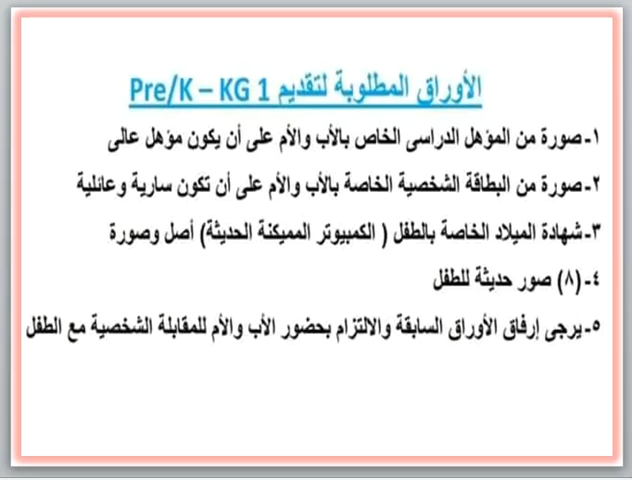 الأوراق المطلوبة لتقديم Pre/K – KG 1
١-صورة من المؤهل الدراسى الخاص بالأب والأم على أن يكون مؤهل عالى
٢-صورة من البطاقة الشخصية الخاصة بالأب والأم على أن تكون سارية وعائلية
٣-شهادة الميلاد الخاصة بالطفل ( الكمبيوتر المميكنة الحديثة) أصل وصورة
٤-(٨) صور حديثة للطفل
٥-يرجى إرفاق الأوراق السابقة والالتزام بحضور الأب والأم للمقابلة الشخصية مع الطفل